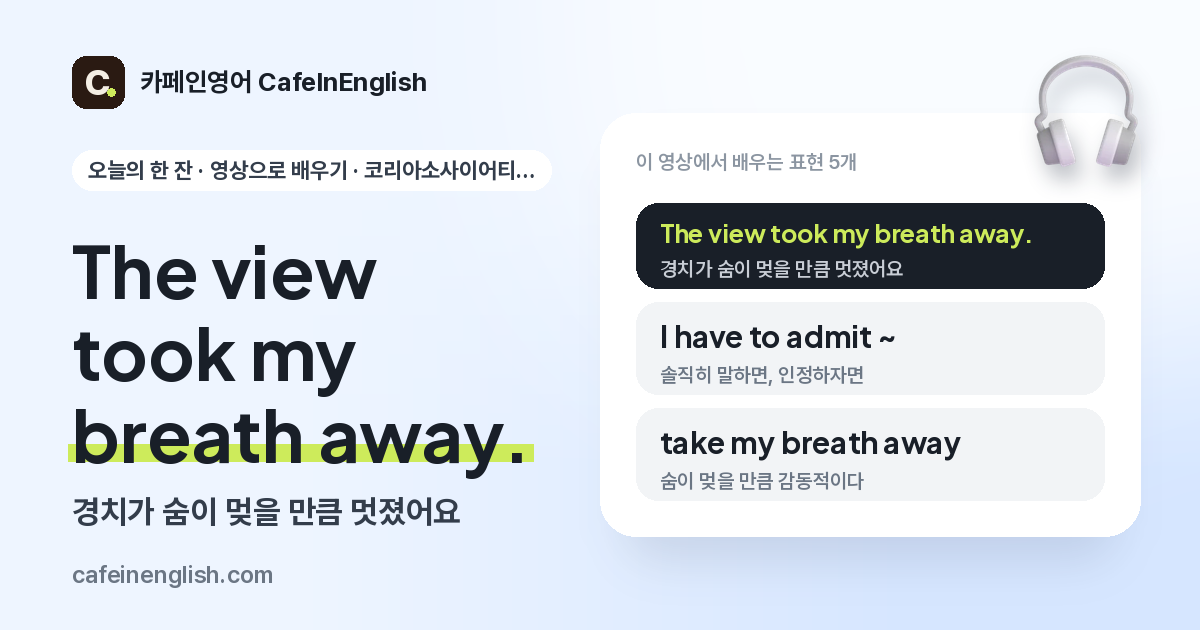 C
카페인영어 CafeInEnglish
오늘의 한 잔 · 영상으로 배우기 · 코리아소사이어티…
The view
took my
breath away.
경치가 숨이 멎을 만큼 멋졌어요
cafeinenglish.com
이 영상에서 배우는 표현 5개
The view took my breath away.
경치가 숨이 멎을 만큼 멋졌어요
I have to admit ~
솔직히 말하면, 인정하자면
take my breath away
숨이 멎을 만큼 감동적이다